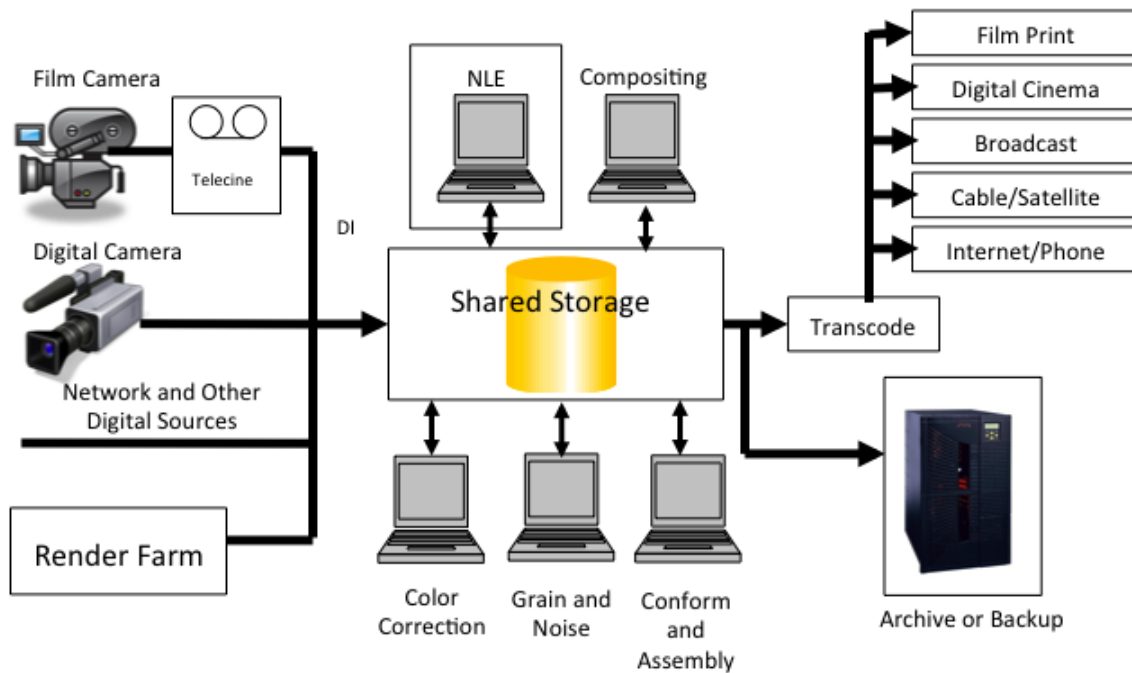 Film Camera
Telecine
Digital Camera
Network and Other
Digital Sources
Render Farm
DI
NLE
Compositing
Shared Storage
Color
Correction
Grain and
Noise
Conform
and
Assembly
Transcode
Film Print
Digital Cinema
Broadcast
Cable/Satellite
Internet/Phone
Archive or Backup